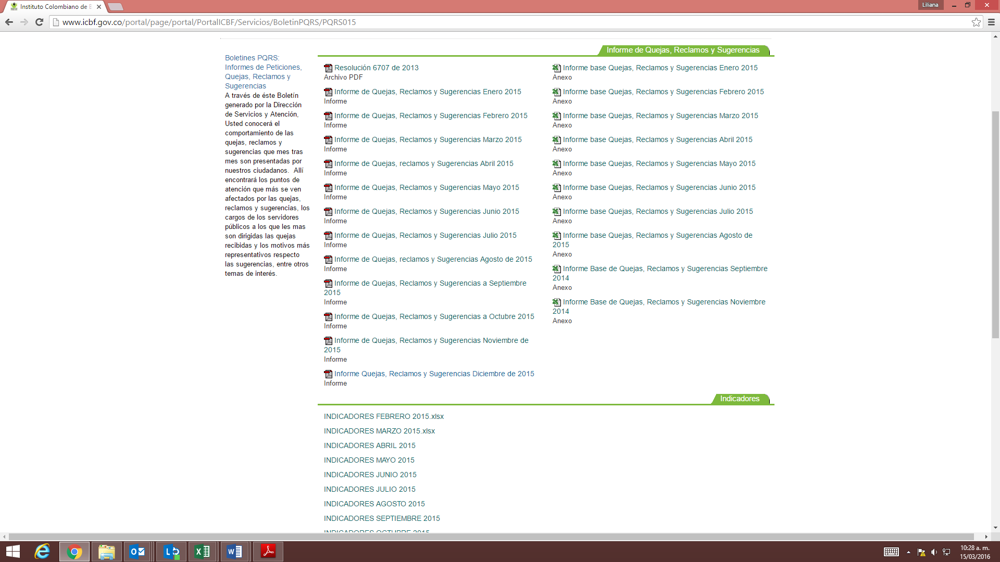 Instituto Colombiano de B
Liliana
www.icbf.gov.co/portal/page/portal/PortalICBF/Servicios/BoletinPQRS/PQRS015
Boletines PQRS:
Informes de Peticiones,
Quejas, Reclamos y
Sugerencias
A través de éste Boletín
generado por la Dirección
de Servicios y Atención,
Usted conocerá el
comportamiento de las
quejas, reclamos y
sugerencias que mes tras
mes son presentadas por
nuestros ciudadanos.  Allí
encontrará los puntos de
atención que más se ven
afectados por las quejas,
reclamos y sugerencias, los
cargos de los servidores
públicos a los que les mas
son dirigidas las quejas
recibidas y los motivos más
representativos respecto
las sugerencias, entre otros
temas de interés.
Informe de Quejas, Reclamos y Sugerencias
Resolución 6707 de 2013
Archivo PDF
Informe de Quejas, Reclamos y Sugerencias Enero 2015
Informe
Informe de Quejas, Reclamos y Sugerencias Febrero 2015
Informe
Informe de Quejas, Reclamos y Sugerencias Marzo 2015
Informe
Informe de Quejas, reclamos y Sugerencias Abril 2015
Informe
Informe de Quejas, Reclamos y Sugerencias Mayo 2015
Informe
Informe de Quejas, Reclamos y Sugerencias Junio 2015
Informe
Informe de Quejas, Reclamos y Sugerencias Julio 2015
Informe
Informe de Quejas, reclamos y Sugerencias Agosto de 2015
Informe
Informe de Quejas, Reclamos y Sugerencias a Septiembre
2015
Informe
Informe de Quejas, Reclamos y Sugerencias a Octubre 2015
Informe
Informe de Quejas, Reclamos y Sugerencias Noviembre de
2015
Informe
Informe Quejas, Reclamos y Sugerencias Diciembre de 2015
Informe
Informe base Quejas, Reclamos y Sugerencias Enero 2015
Anexo
Informe base Quejas, Reclamos y Sugerencias Febrero 2015
Anexo
Informe base Quejas, Reclamos y Sugerencias Marzo 2015
Anexo
Informe base Quejas, Reclamos y Sugerencias Abril 2015
Anexo
Informe base Quejas, Reclamos y Sugerencias Mayo 2015
Anexo
Informe base Quejas, Reclamos y Sugerencias Junio 2015
Anexo
Informe base Quejas, Reclamos y Sugerencias Julio 2015
Anexo
Informe base Quejas, Reclamos y Sugerencias Agosto de
2015
Anexo
Informe Base de Quejas, Reclamos y Sugerencias Septiembre
2014
Anexo
Informe Base de Quejas, Reclamos y Sugerencias Noviembre
2014
Anexo
Indicadores
INDICADORES FEBRERO 2015.xlsx
INDICADORES MARZO 2015.xlsx
INDICADORES ABRIL 2015
INDICADORES MAYO 2015
INDICADORES JUNIO 2015
INDICADORES JULIO 2015
INDICADORES AGOSTO 2015
INDICADORES SEPTIEMBRE 2015
INDICADORES OCTUBRE 2015
10:28 a. m.
15/03/2016